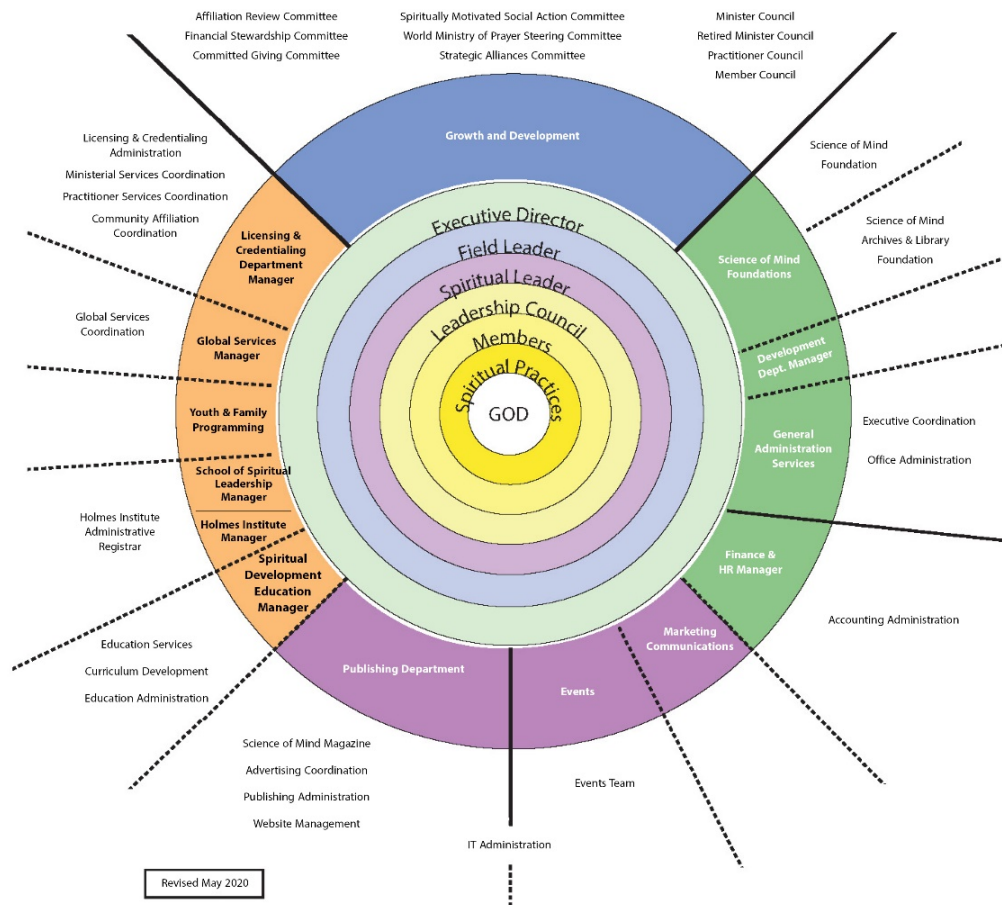 Affiliation Review Committee
Financial Stewardship Committee
Committed Giving Committee
Spiritually Motivated Social Action Committee
World Ministry of Prayer Steering Committee
Strategic Alliances Committee
Minister Council
Retired Minister Council
Practitioner Council
Member Council
Growth and Development
Licensing & Credentialing
Administration
Ministerial Services Coordination
Practitioner Services Coordination
Community Affiliation
Coordination
Licensing &
Credentialing
Department
Manager
Global Services
Coordination
Global Services
Manager
Youth & Family
Programming
School of Spiritual
Leadership
Manager
Holmes Institute
Manager
Holmes Institute
Administrative
Registrar
Spiritual
Development
Education
Manager
Education Services
Curriculum Development
Education Administration
Executive Director
Field Leader
Spiritual Leader
Leadership Council
Members
Spiritual Practices
GOD
Science of Mind
Foundation
Science of Mind
Archives & Library
Foundation
Science of Mind
Foundations
Development
Dept. Manager
General
Administration
Services
Executive Coordination
Office Administration
Finance &
HR Manager
Accounting Administration
Marketing
Communications
Events
Publishing Department
Science of Mind Magazine
Advertising Coordination
Publishing Administration
Website Management
Events Team
IT Administration
Revised May 2020